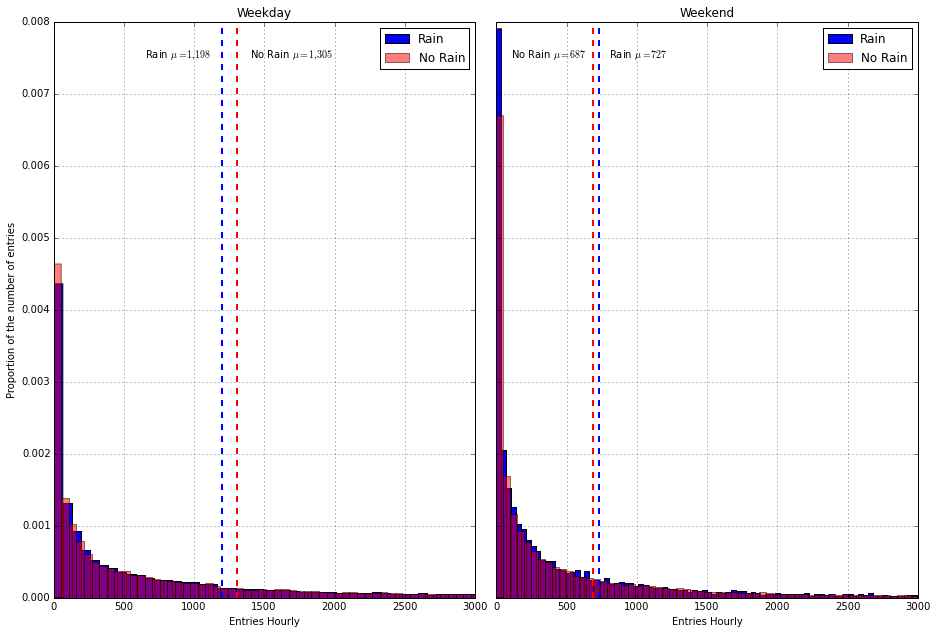 Weekday
Rain μ=1,198
No Rain μ=1,305
Rain
No Rain
0.008
0.007
0.006
0.005
0.004
0.003
0.002
0.001
0.000
Proportion of the number of entries
0 500 1000 1500 2000 2500 3000
Entries Hourly
Weekend
No Rain μ=687
Rain μ=727
Rain
No Rain
0 500 1000 1500 2000 2500 3000
Entries Hourly